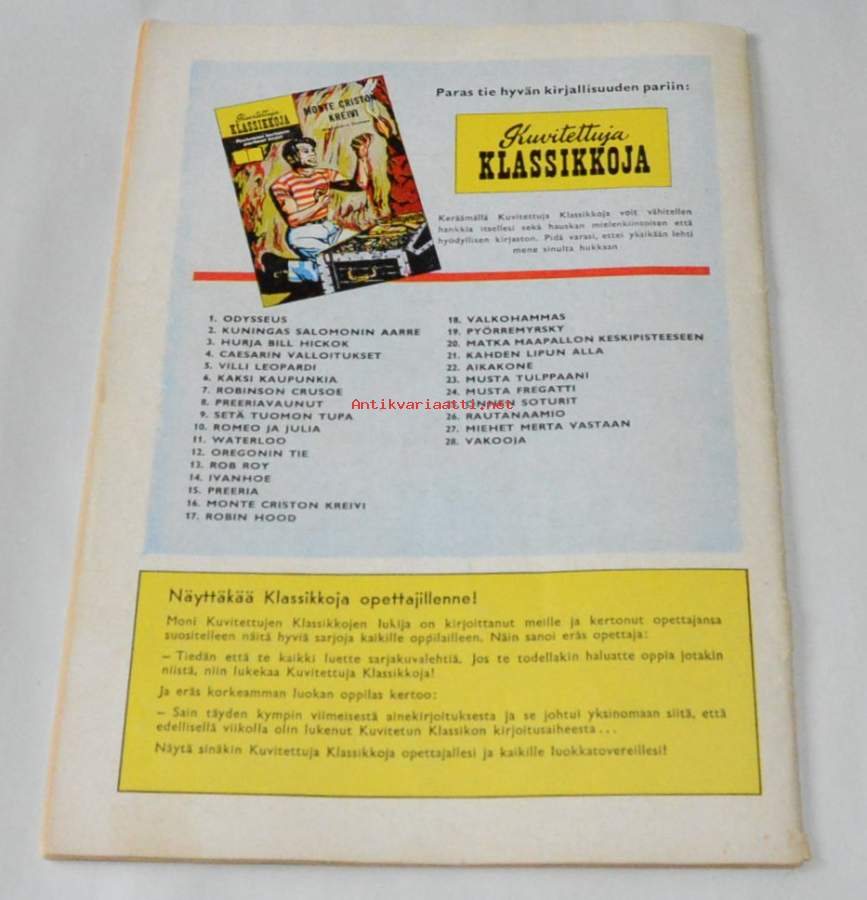 Kuvitettuja
KLASSIKKOJA
MONTE CRISTON
KREIVI
Paras tie hyvän kirjallisuuden pariin:
Kuvitettuja
KLASSIKKOJA
Keräämällä Kuvitettuja Klassikkoja voit vähitellen
hankkia itsellesi sekä hauskan mielenkiintoisen että
hyödyllisen kirjaston. Pidä varasi, ettei yksikään lehti
mene sinulta hukkaan
1. ODYSSEUS
2. KUNINGAS SALOMONIN AARRE
3. HURJA BILL HICKOK
4. CAESARIN VALLOITUKSET
5. VILLI LEOPARDI
6. KAKSI KAUPUNKIA
7. ROBINSON CRUSOE
8. PREERIAVAUNUT
9. SETÄ TUOMON TUPA
10. ROMEO JA JULIA
11. WATERLOO
12. OREGONIN TIE
13. ROB ROY
14. IVANHOE
15. PREERIA
16. MONTE CRISTON KREIVI
17. ROBIN HOOD
18. VALKOHAMMAS
19. PYÖRREMYRSKY
20. MATKA MAAPALLON KESKIPISTEESEEN
21. KAHDEN LIPUN ALLA
22. AIKAKONE
23. MUSTA TULPPAANI
24. MUSTA FREGATTI
SOTURIT
26. RAUTANAAMIO
27. MIEHET MERTA VASTAAN
28. VAKOOJA
Antikvariaatti.net
Näyttäkää Klassikkoja opettajillenne!
Moni Kuvitettujen Klassikkojen lukija on kirjoittanut meille ja kertonut opettajansa
suositelleen näitä hyviä sarjoja kaikille oppilailleen. Näin sanoi eräs opettaja:
— Tiedän että te kaikki luette sarjakuvalehtiä. Jos te todellakin haluatte oppia jotakin
niistä, niin lukekaa Kuvitettuja Klassikkoja!
Ja eräs korkeamman luokan oppilas kertoo:
— Sain täyden kympin viimeisestä ainekirjoituksesta ja se johtui yksinomaan siitä, että
edellisellä viikolla olin lukenut Kuvitetun Klassikon kirjoitusaiheesta...
Näytä sinäkin Kuvitettuja Klassikkoja opettajallesi ja kaikille luokkatovereillesi!